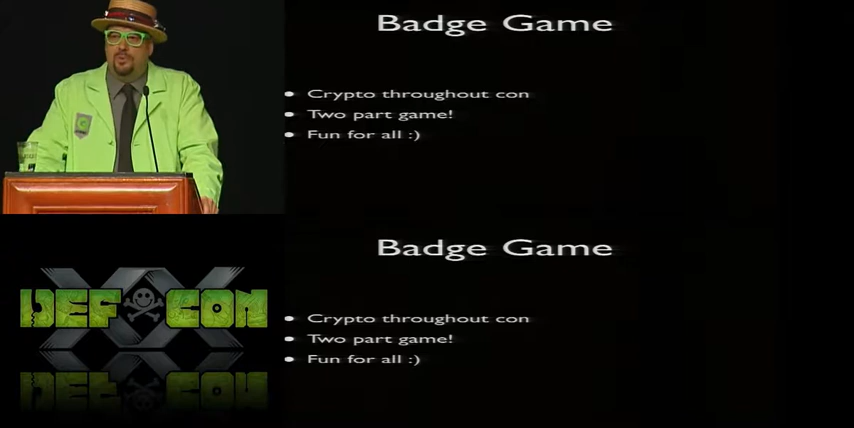 Badge Game
Crypto throughout con
Two part game!
Fun for all :)
Badge Game
Crypto throughout con
Two part game!
Fun for all :)
XX
DEF CON